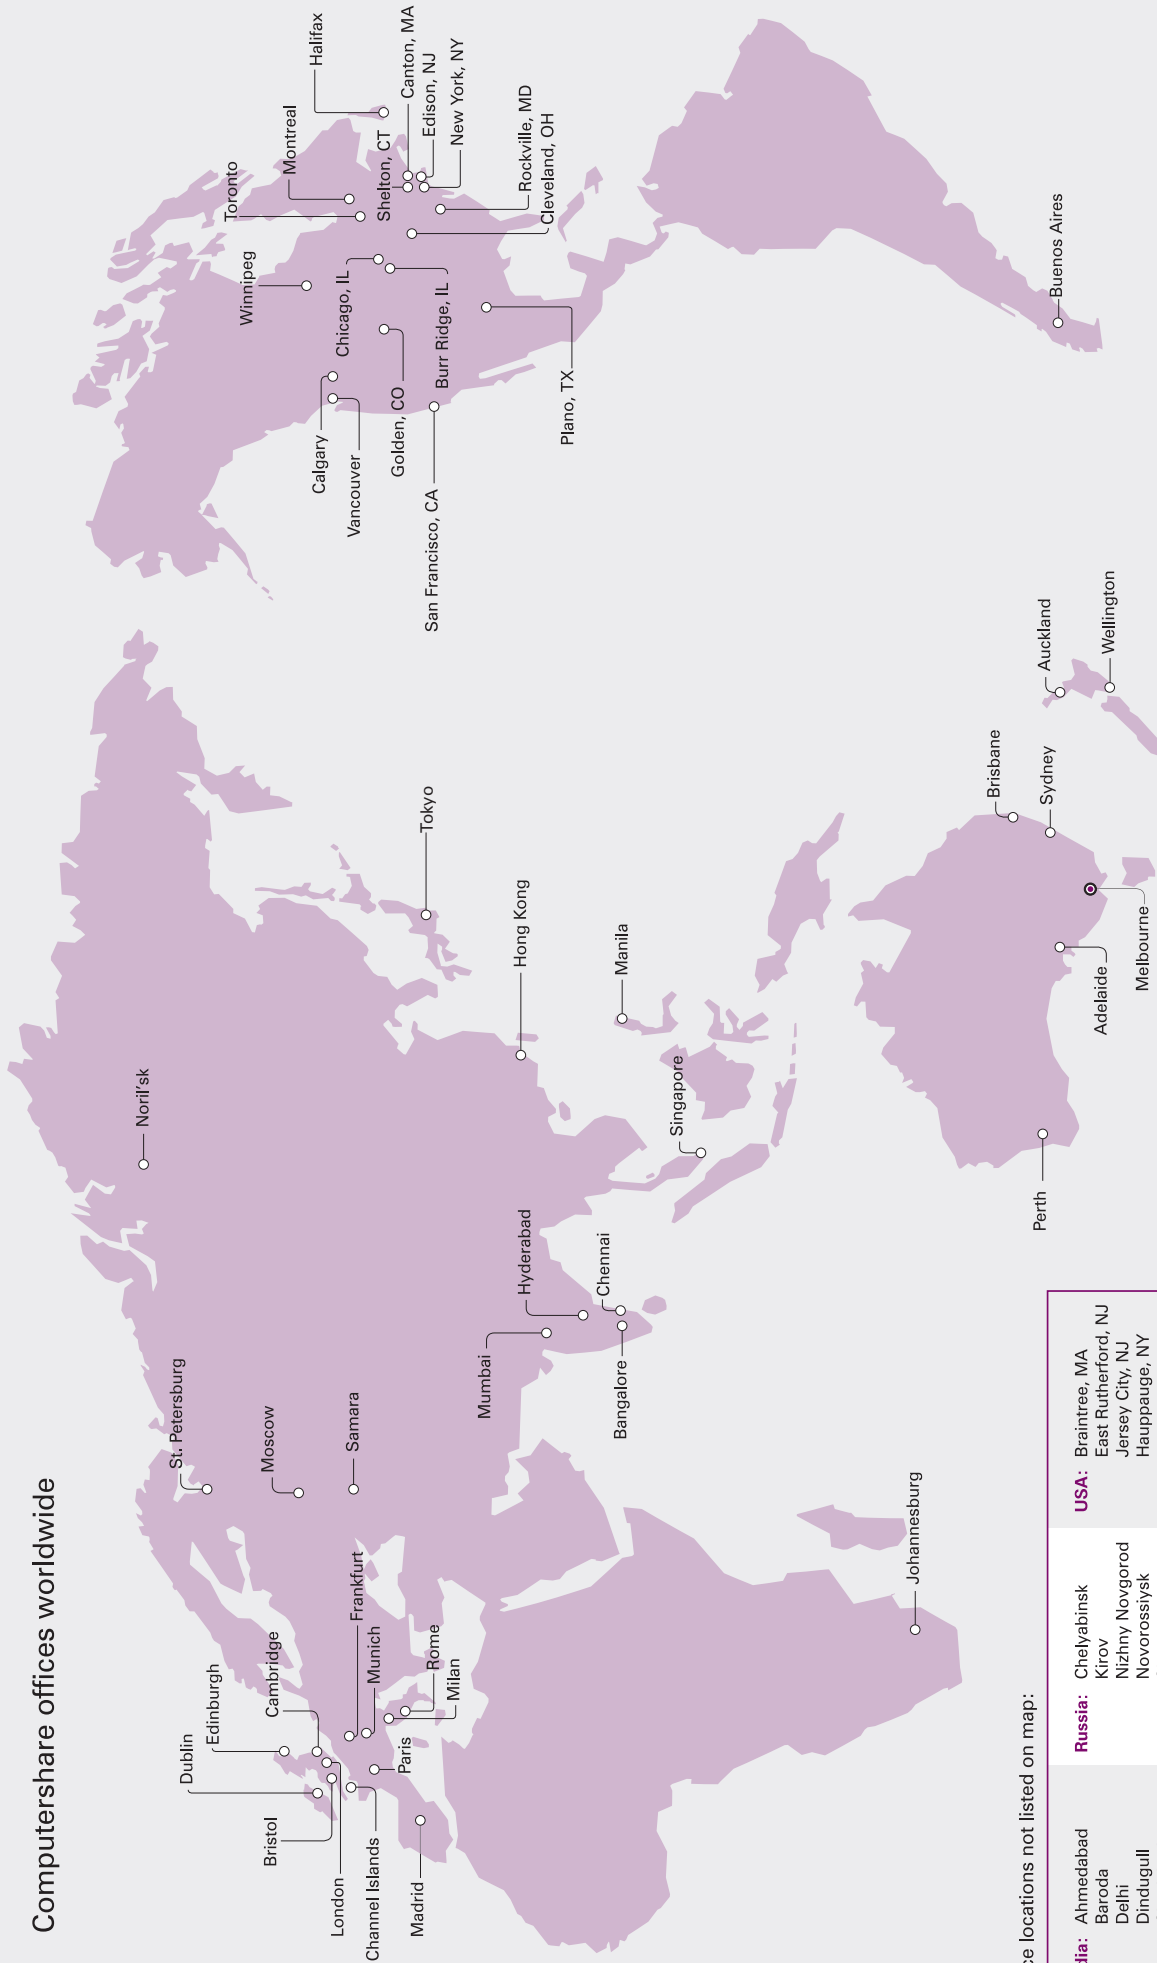 Computershare offices worldwide
Dublin
Edinburgh
Cambridge
Bristol
London
Channel Islands
Madrid
Paris
Frankfurt
Munich
Rome
Milan
St. Petersburg
Moscow
Samara
Noril'sk
Mumbai
Hyderabad
Bangalore
Chennai
Johannesburg
Tokyo
Hong Kong
Manila
Singapore
Perth
Adelaide
Melbourne
Brisbane
Sydney
Auckland
Wellington
Calgary
Vancouver
Golden, CO
San Francisco, CA
Winnipeg
Chicago, IL
Burr Ridge, IL
Plano, TX
Toronto
Montreal
Halifax
Shelton, CT
Canton, MA
Edison, NJ
New York, NY
Rockville, MD
Cleveland, OH
Buenos Aires
locations not listed on map:
Ahmedabad
Baroda
Delhi
Dindugull
Russia: Chelyabinsk
Kirov
Nizhny Novgorod
Novorossiysk
USA: Braintree, MA
East Rutherford, NJ
Jersey City, NJ
Hauppauge, NY